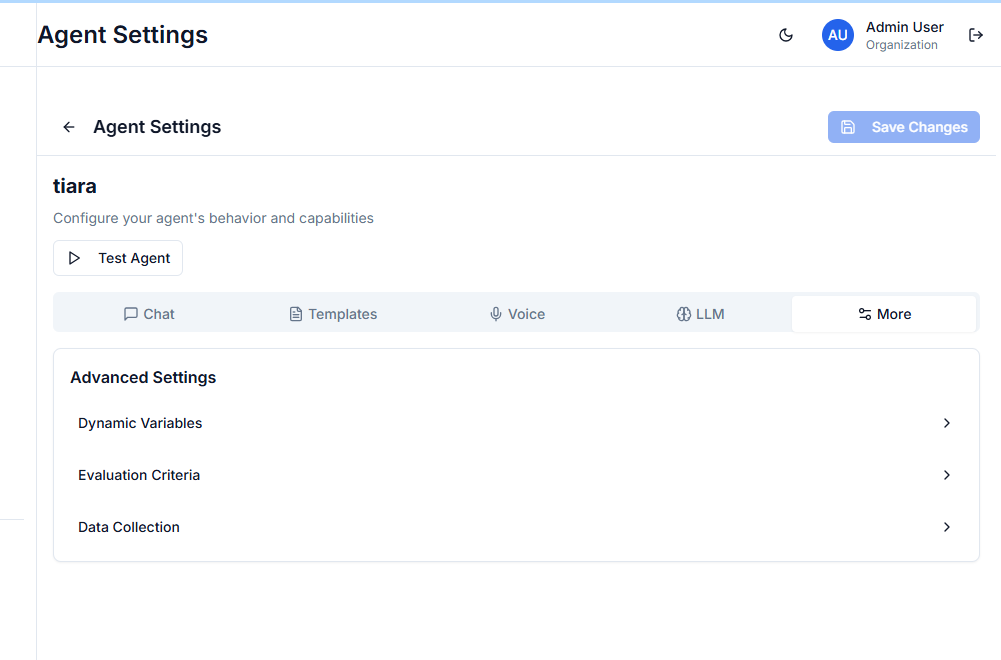 Agent Settings
AU
Admin User
Organization
Agent Settings
Save Changes
tiara
Configure your agent's behavior and capabilities
Test Agent
Chat
Templates
Voice
LLM
More
Advanced Settings
Dynamic Variables
Evaluation Criteria
Data Collection